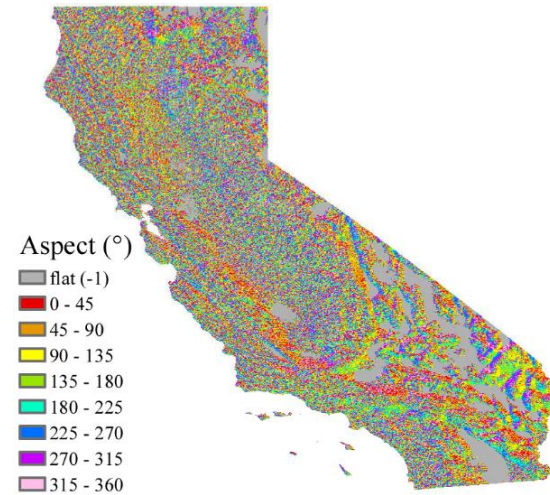 Aspect (°)
flat (-1)
0 - 45
45 - 90
90 - 135
135 - 180
180 - 225
225 - 270
270 - 315
315 - 360